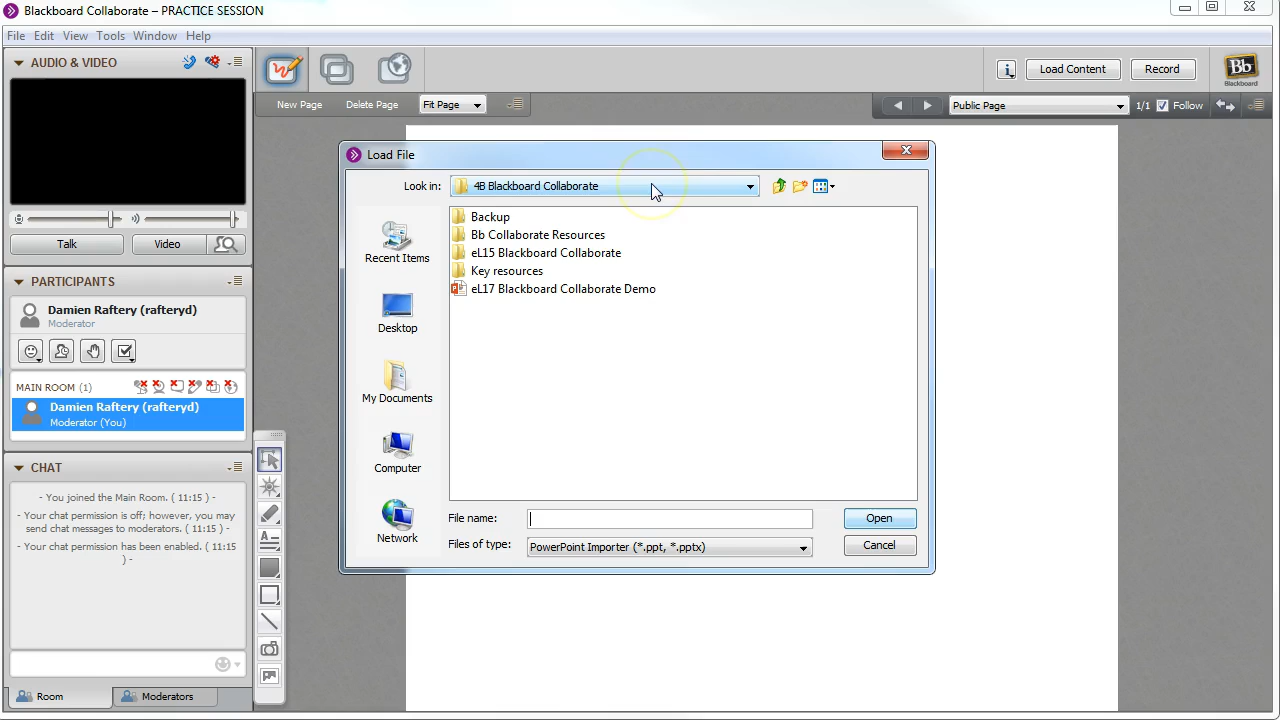 Blackboard Collaborate – PRACTICE SESSION
File Edit View Tools Window Help
AUDIO & VIDEO
Load Content
Record
Bb
Blackboard
New Page
Delete Page
Fit Page
Public Page
1/1
Follow
Load File
Look in:
4B Blackboard Collaborate
Backup
Bb Collaborate Resources
eL15 Blackboard Collaborate
Key resources
eL17 Blackboard Collaborate Demo
Recent Items
Desktop
My Documents
Computer
Network
File name:
Open
Files of type:
PowerPoint Importer (*.ppt, *.pptx)
Cancel
Talk
Video
PARTICIPANTS
Damien Raftery (rafteryd)
Moderator
MAIN ROOM (1)
Damien Raftery (rafteryd)
Moderator (You)
CHAT
- You joined the Main Room. ( 11:15 ) -
- Your chat permission is off; however, you may
send chat messages to moderators. ( 11:15 ) -
- Your chat permission has been enabled. ( 11:15
) -
Room
Moderators